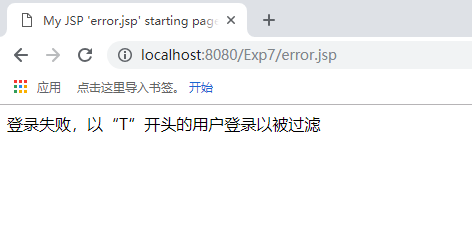 My JSP 'error.jsp' starting page
localhost:8080/Exp7/error.jsp
应用 点击这里导入书签。 开始
登录失败，以“T”开头的用户登录以被过滤